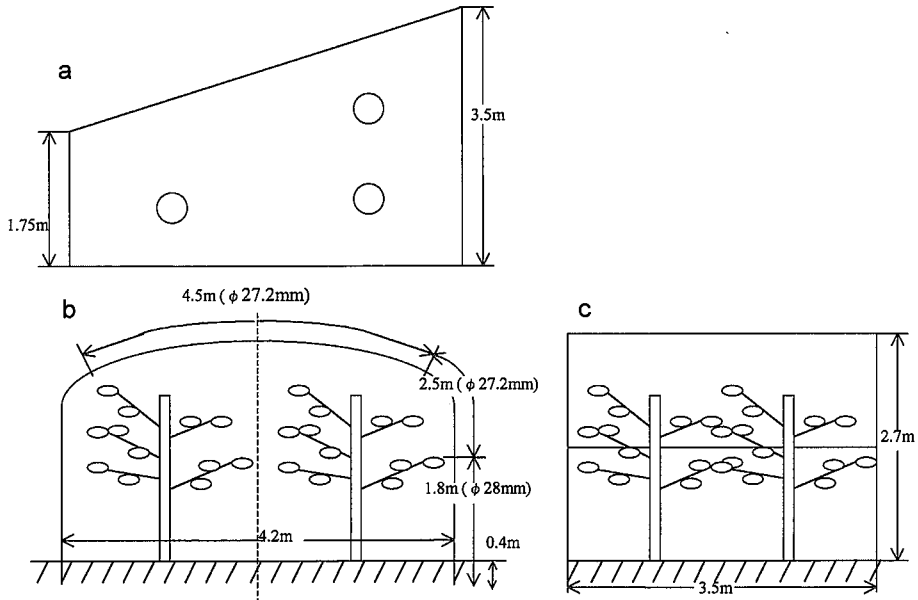 a
3.5m
1.75m
b
4.5m ( φ 27.2mm)
c
2.5m ( φ 27.2mm)
2.7m
1.8m ( φ 28mm)
4.2m
0.4m
3.5m